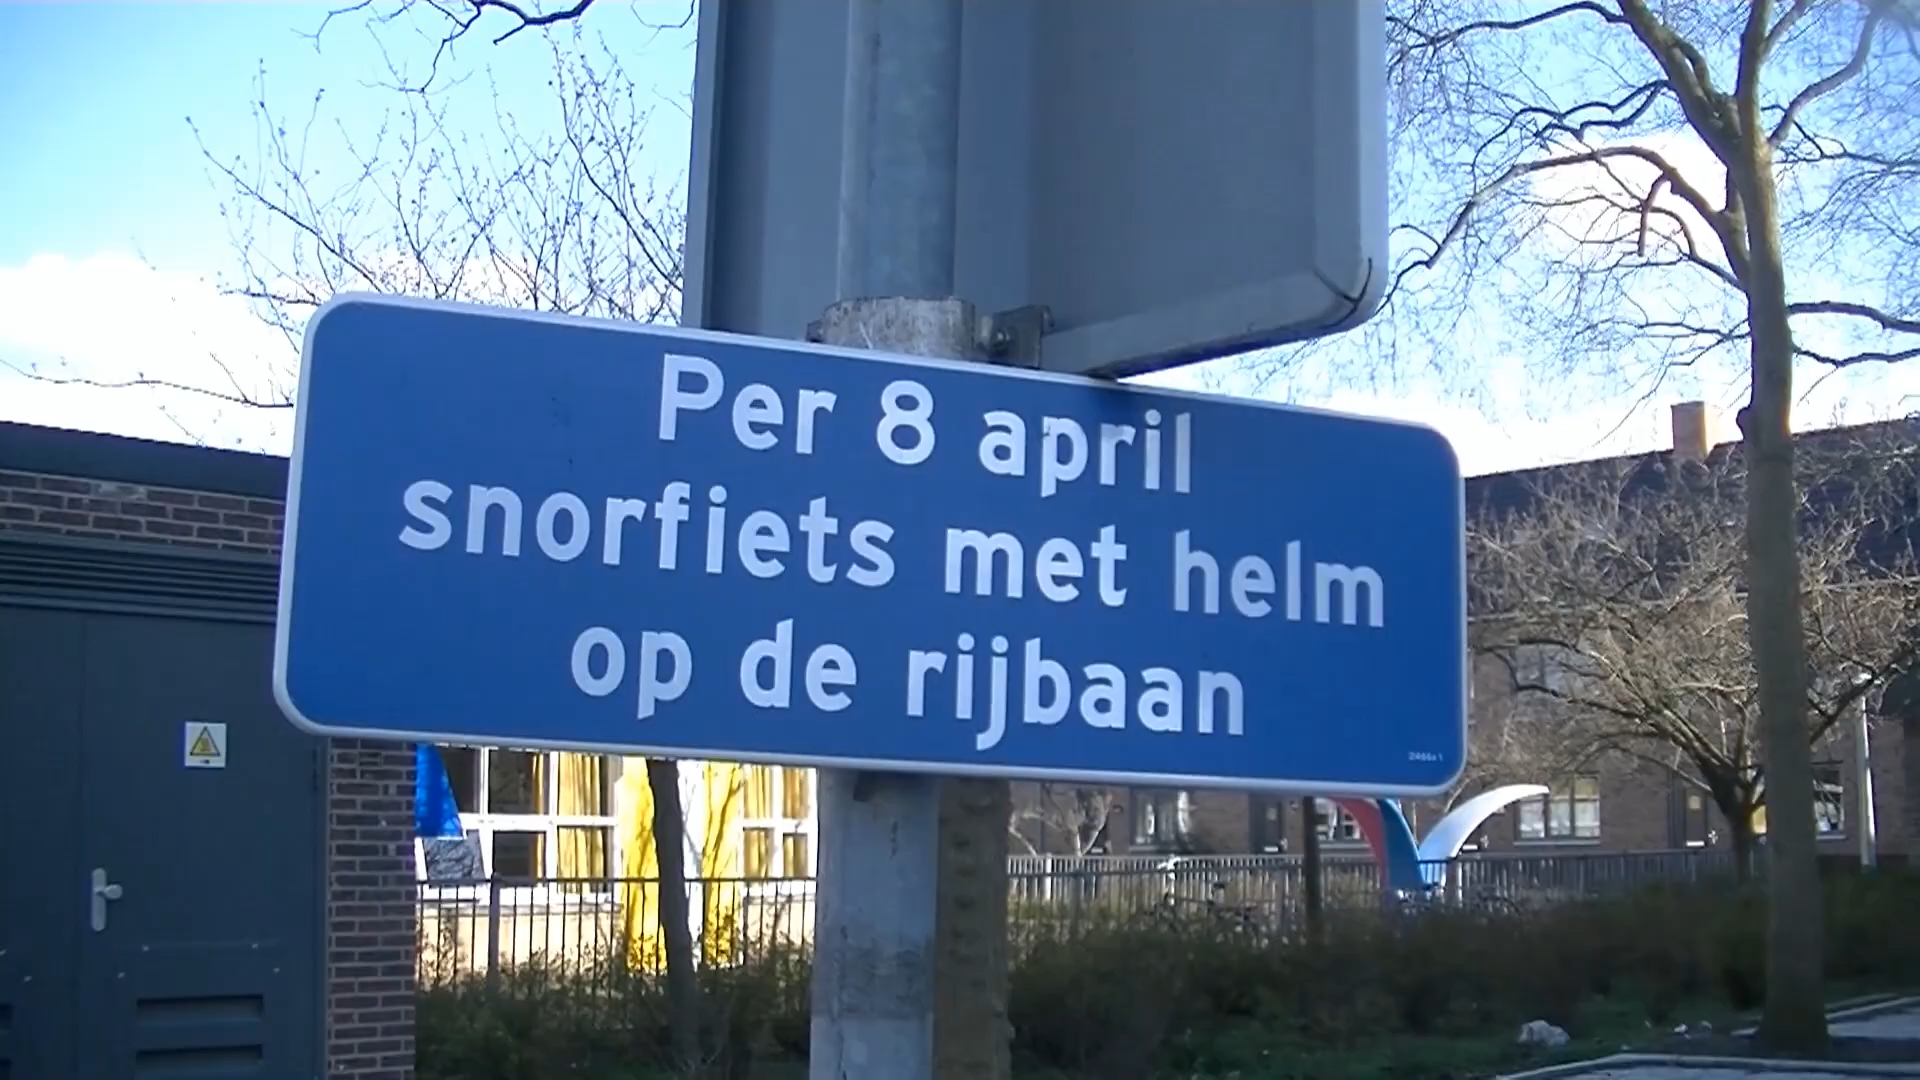 Per 8 april
snorfiets met helm
op de rijbaan